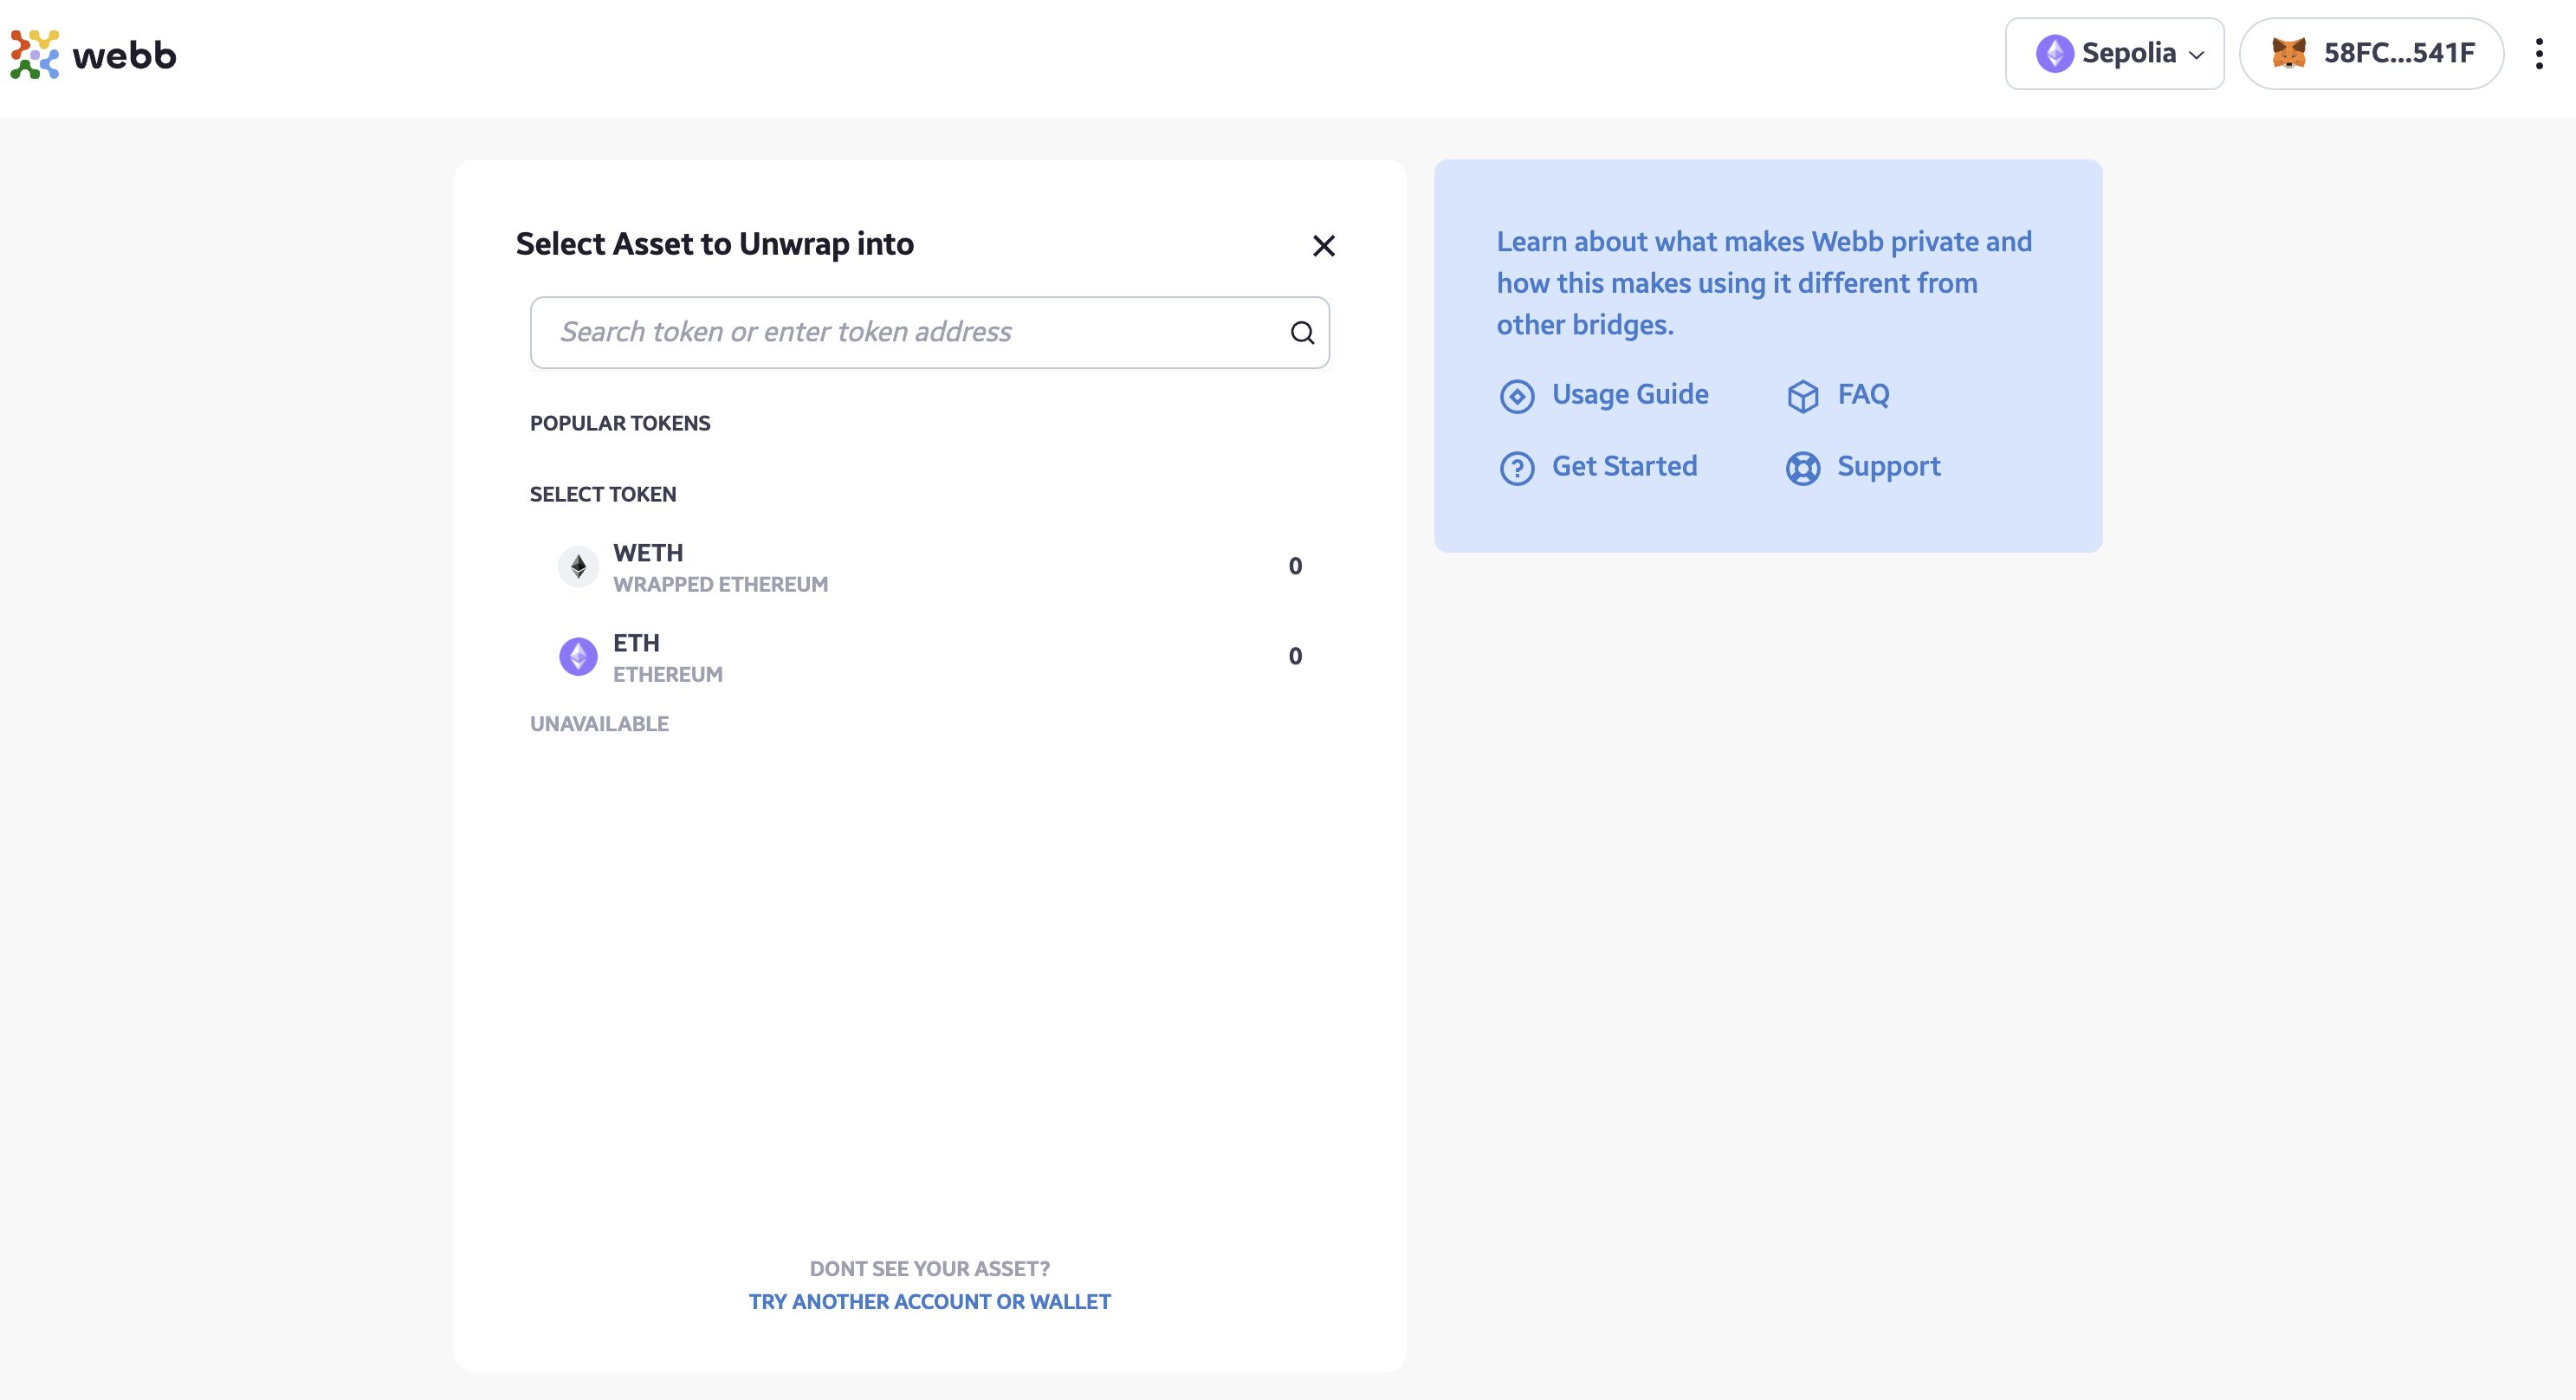 webb
Sepolia
58FC...541F
Select Asset to Unwrap into
Search token or enter token address
POPULAR TOKENS
SELECT TOKEN
WETH
WRAPPED ETHEREUM
0
ETH
ETHEREUM
0
UNAVAILABLE
DONT SEE YOUR ASSET?
TRY ANOTHER ACCOUNT OR WALLET
Learn about what makes Webb private and
how this makes using it different from
other bridges.
Usage Guide
FAQ
Get Started
Support